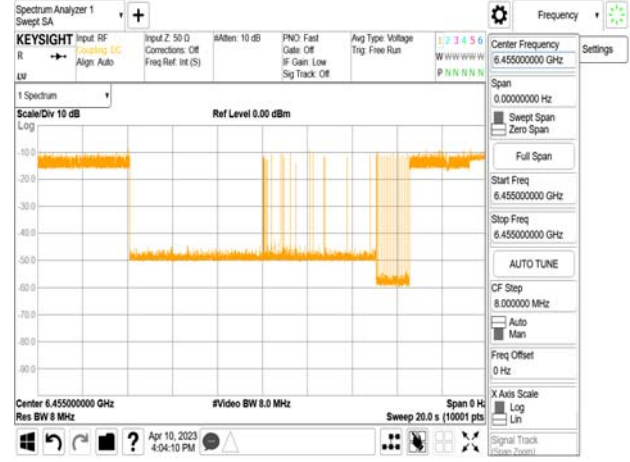 Spectrum Analyzer 1
Swept SA
Frequency
KEYSIGHT
Input: RF
Coupling: DC
Align: Auto
Input Z: 50 Ω
Corrections: Off
Freq Ref: Int (S)
#Atten: 10 dB
PNO: Fast
Gate: Off
IF Gain: Low
Sig Track: Off
Avg Type: Voltage
Trig: Free Run
1 2 3 4 5 6
W W W W W W
P N N N N N
R
LU
Center Frequency
6.455000000 GHz
Settings
Span
0.00000000 Hz
Swept Span
Zero Span
Full Span
Start Freq
6.455000000 GHz
Stop Freq
6.455000000 GHz
AUTO TUNE
CF Step
8.000000 MHz
Auto
Man
Freq Offset
0 Hz
X Axis Scale
Log
Lin
Signal Track
(Span Zoom)
1 Spectrum
Scale/Div 10 dB
Ref Level 0.00 dBm
Log
-10.0
-20.0
-30.0
-40.0
-50.0
-60.0
-70.0
-80.0
-90.0
Center 6.455000000 GHz
#Video BW 8.0 MHz
Span 0 Hz
Res BW 8 MHz
Sweep 20.0 s (10001 pts
Apr 10, 2023
4:04:10 PM